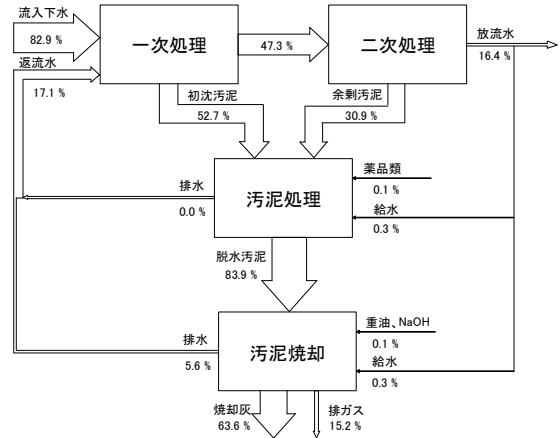 流入下水
82.9 %
返流水
17.1 %
一次処理
47.3 %
二次処理
放流水
16.4 %
初沈汚泥
52.7 %
余剰汚泥
30.9 %
汚泥処理
薬品類
0.1 %
給水
0.3 %
排水
0.0 %
脱水汚泥
83.9 %
汚泥焼却
重油、NaOH
0.1 %
給水
0.3 %
排水
5.6 %
焼却灰
63.6 %
排ガス
15.2 %